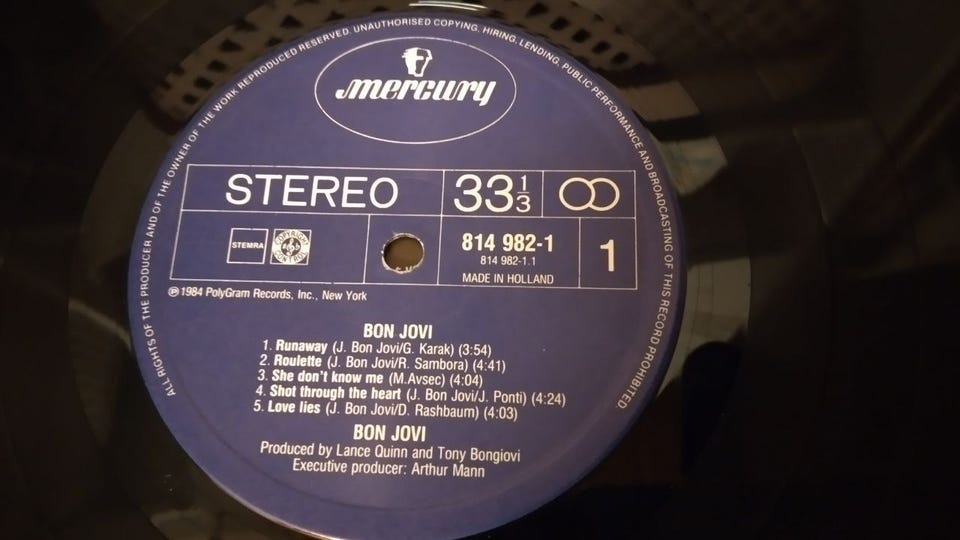 ALL RIGHTS OF THE PRODUCER AND OF THE OWNER OF THE WORK REPRODUCED RESERVED. UNAUTHORISED COPYING, HIRING, LENDING, PUBLIC PERFORMANCE AND BROADCASTING OF THIS RECORD PROHIBITED.
mercury
STEREO
33 1/3
STEMRA
COPYRIGHT CONTROL
814 982-1
814 982-1.1
MADE IN HOLLAND
1
℗ 1984 PolyGram Records, Inc., New York
BON JOVI
1. Runaway (J. Bon Jovi/G. Karak) (3:54)
2. Roulette (J. Bon Jovi/R. Sambora) (4:41)
3. She don't know me (M.Avsec) (4:04)
4. Shot through the heart (J. Bon Jovi/J. Ponti) (4:24)
5. Love lies (J. Bon Jovi/D. Rashbaum) (4:03)
BON JOVI
Produced by Lance Quinn and Tony Bongiovi
Executive producer: Arthur Mann